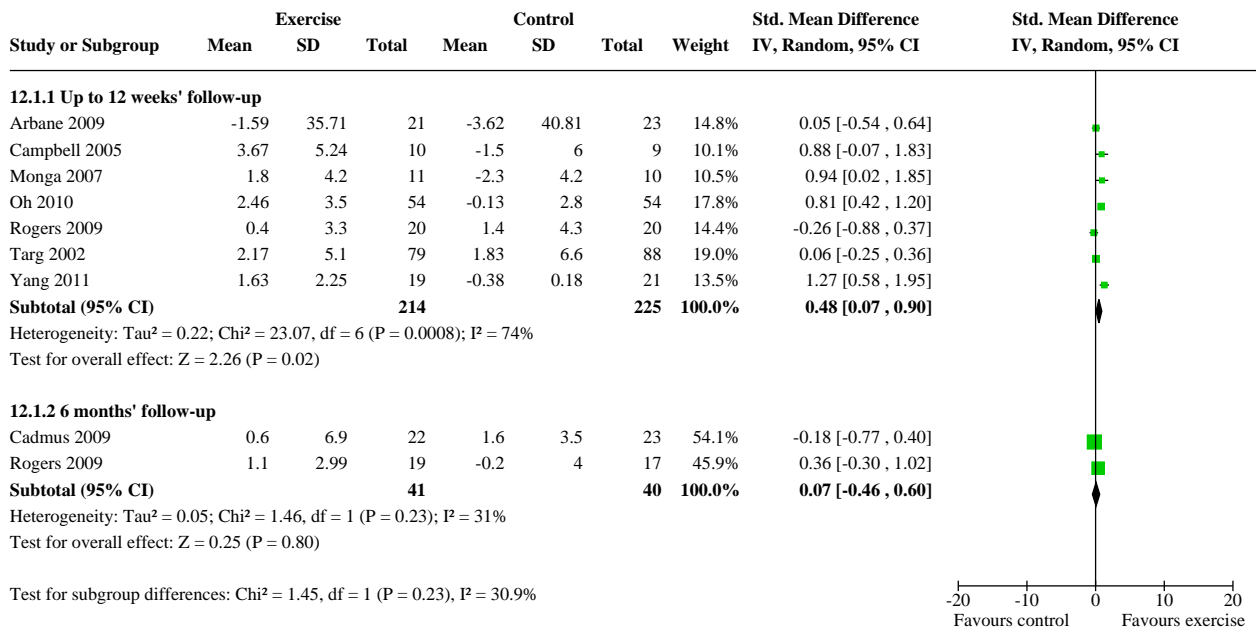 Exercise Control Std. Mean Difference Std. Mean Difference
Study or Subgroup Mean SD Total Mean SD Total Weight IV, Random, 95% CI IV, Random, 95% CI
12.1.1 Up to 12 weeks' follow-up
Arbane 2009 -1.59 35.71 21 -3.62 40.81 23 14.8% 0.05 [-0.54 , 0.64]
Campbell 2005 3.67 5.24 10 -1.5 6 9 10.1% 0.88 [-0.07 , 1.83]
Monga 2007 1.8 4.2 11 -2.3 4.2 10 10.5% 0.94 [0.02 , 1.85]
Oh 2010 2.46 3.5 54 -0.13 2.8 54 17.8% 0.81 [0.42 , 1.20]
Rogers 2009 0.4 3.3 20 1.4 4.3 20 14.4% -0.26 [-0.88 , 0.37]
Targ 2002 2.17 5.1 79 1.83 6.6 88 19.0% 0.06 [-0.25 , 0.36]
Yang 2011 1.63 2.25 19 -0.38 0.18 21 13.5% 1.27 [0.58 , 1.95]
Subtotal (95% CI) 214 225 100.0% 0.48 [0.07 , 0.90]
Heterogeneity: Tau² = 0.22; Chi² = 23.07, df = 6 (P = 0.0008); I² = 74%
Test for overall effect: Z = 2.26 (P = 0.02)
12.1.2 6 months' follow-up
Cadmus 2009 0.6 6.9 22 1.6 3.5 23 54.1% -0.18 [-0.77 , 0.40]
Rogers 2009 1.1 2.99 19 -0.2 4 17 45.9% 0.36 [-0.30 , 1.02]
Subtotal (95% CI) 41 40 100.0% 0.07 [-0.46 , 0.60]
Heterogeneity: Tau² = 0.05; Chi² = 1.46, df = 1 (P = 0.23); I² = 31%
Test for overall effect: Z = 0.25 (P = 0.80)
Test for subgroup differences: Chi² = 1.45, df = 1 (P = 0.23), I² = 30.9%
-20 -10 0 10 20
Favours control Favours exercise